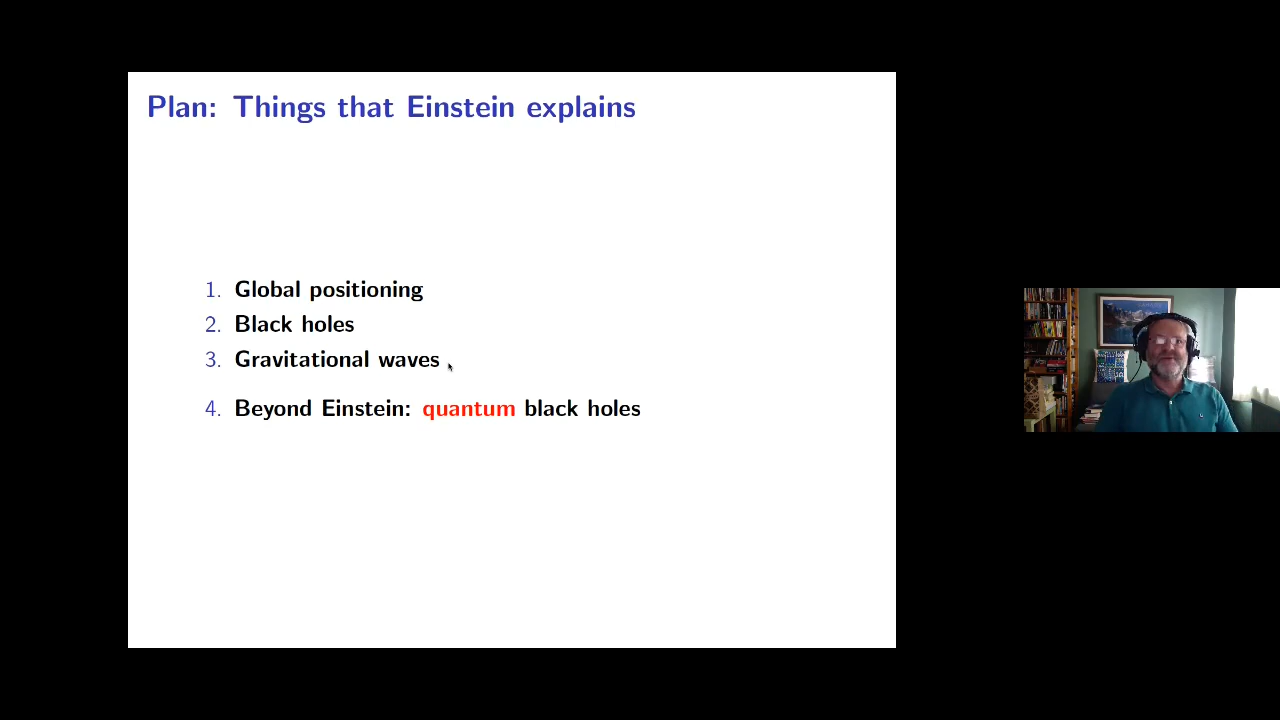 Plan: Things that Einstein explains
1. Global positioning
2. Black holes
3. Gravitational waves
4. Beyond Einstein: quantum black holes